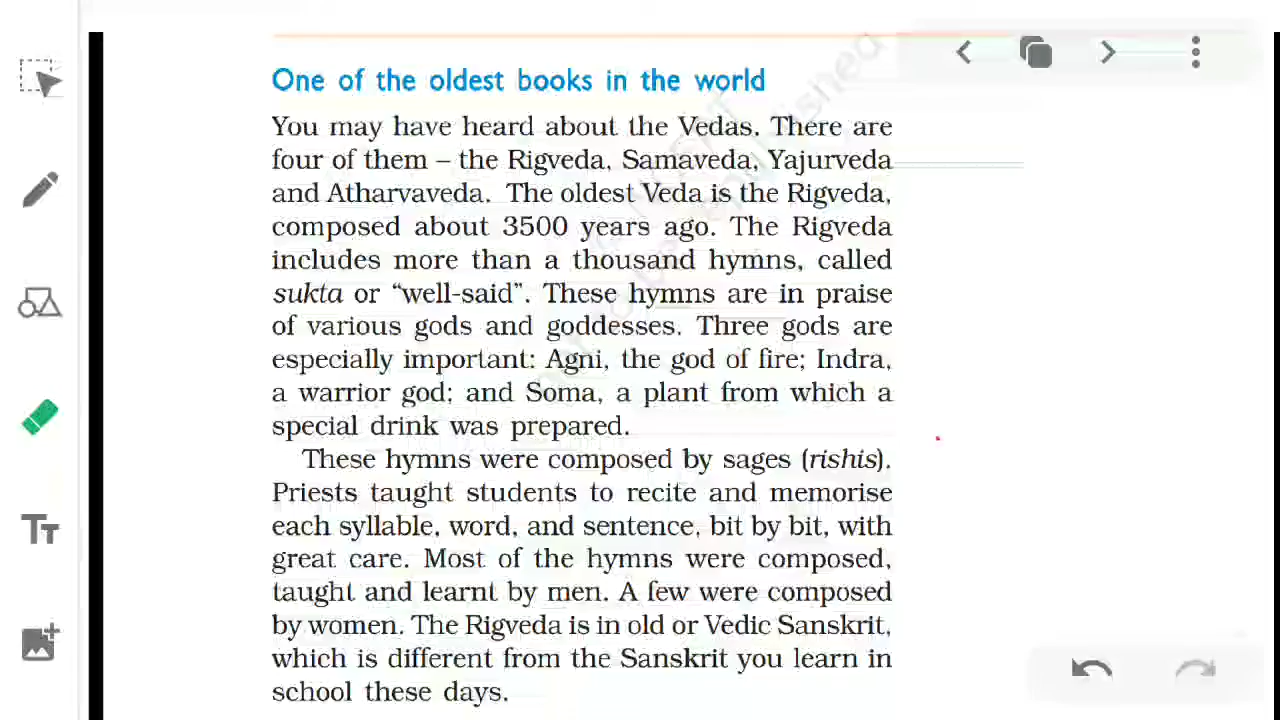 One of the oldest books in the world
You may have heard about the Vedas. There are
four of them – the Rigveda, Samaveda, Yajurveda
and Atharvaveda. The oldest Veda is the Rigveda,
composed about 3500 years ago. The Rigveda
includes more than a thousand hymns, called
sukta or “well-said”. These hymns are in praise
of various gods and goddesses. Three gods are
especially important: Agni, the god of fire; Indra,
a warrior god; and Soma, a plant from which a
special drink was prepared.
These hymns were composed by sages (rishis).
Priests taught students to recite and memorise
each syllable, word, and sentence, bit by bit, with
great care. Most of the hymns were composed,
taught and learnt by men. A few were composed
by women. The Rigveda is in old or Vedic Sanskrit,
which is different from the Sanskrit you learn in
school these days.